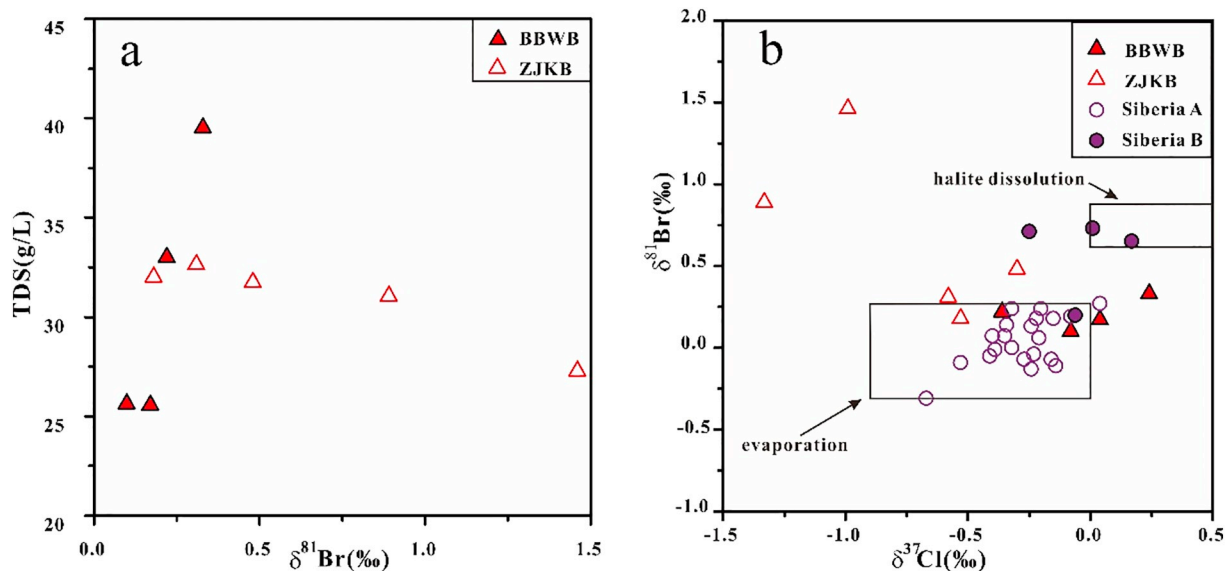 a
BBWB
ZJKB
45
40
35
30
25
20
TDS(g/L)
0.0
0.5
1.0
1.5
δ⁸¹Br(‰)
b
BBWB
ZJKB
Siberia A
Siberia B
halite dissolution
evaporation
2.0
1.5
1.0
0.5
0.0
-0.5
-1.0
δ⁸¹Br(‰)
-1.5
-1.0
-0.5
0.0
0.5
δ³⁷Cl(‰)